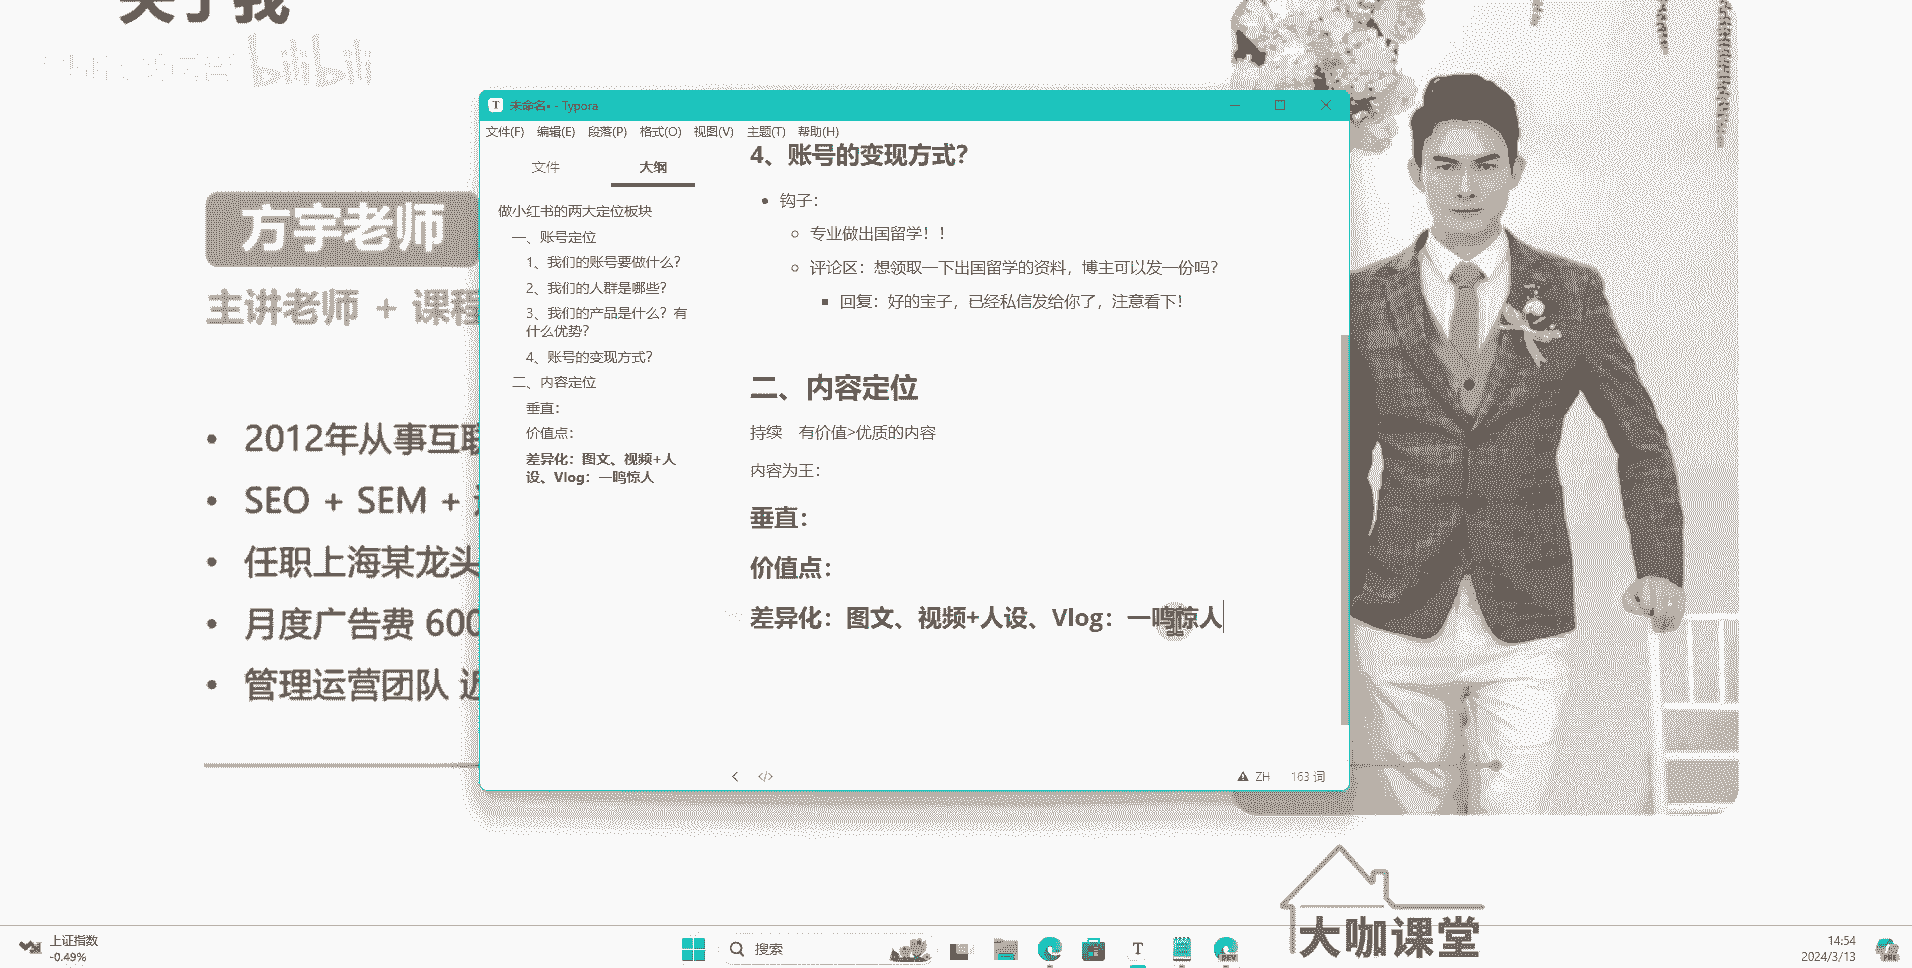 关于我
bilibili
方宇老师
主讲老师 + 课程
2012年从事互联
SEO + SEM +
任职上海某龙头
月度广告费 600
管理运营团队 近
未命名• - Typora
文件(F) 编辑(E) 段落(P) 格式(O) 视图(V) 主题(T) 帮助(H)
文件 大纲
做小红书的两大定位板块
一、账号定位
1、我们的账号要做什么？
2、我们的人群是哪些？
3、我们的产品是什么？有
什么优势？
4、账号的变现方式？
二、内容定位
垂直：
价值点：
差异化：图文、视频+人
设、Vlog：一鸣惊人
4、账号的变现方式？
钩子：
专业做出国留学！！
评论区：想领取一下出国留学的资料，博主可以发一份吗？
回复：好的宝子，已经私信发给你了，注意看下！
二、内容定位
持续 有价值>优质的内容
内容为王：
垂直：
价值点：
差异化：图文、视频+人设、Vlog：一鸣惊人
ZH 163 词
大咖课堂
上证指数
-0.49%
搜索
T
DEV
14:54
2024/3/13
PRE